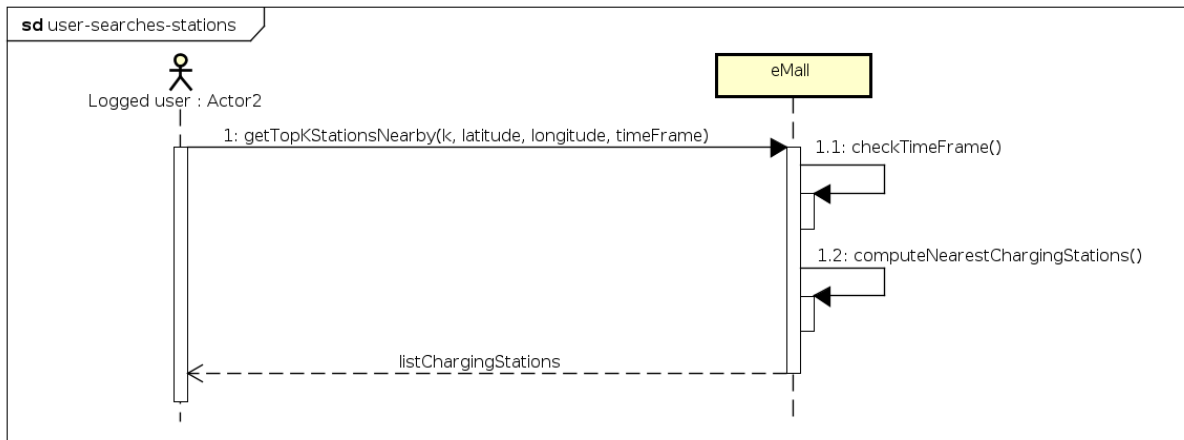 sd user-searches-stations
Logged user : Actor2
eMall
1: getTopKStationsNearby(k, latitude, longitude, timeFrame)
1.1: checkTimeFrame()
1.2: computeNearestChargingStations()
listChargingStations